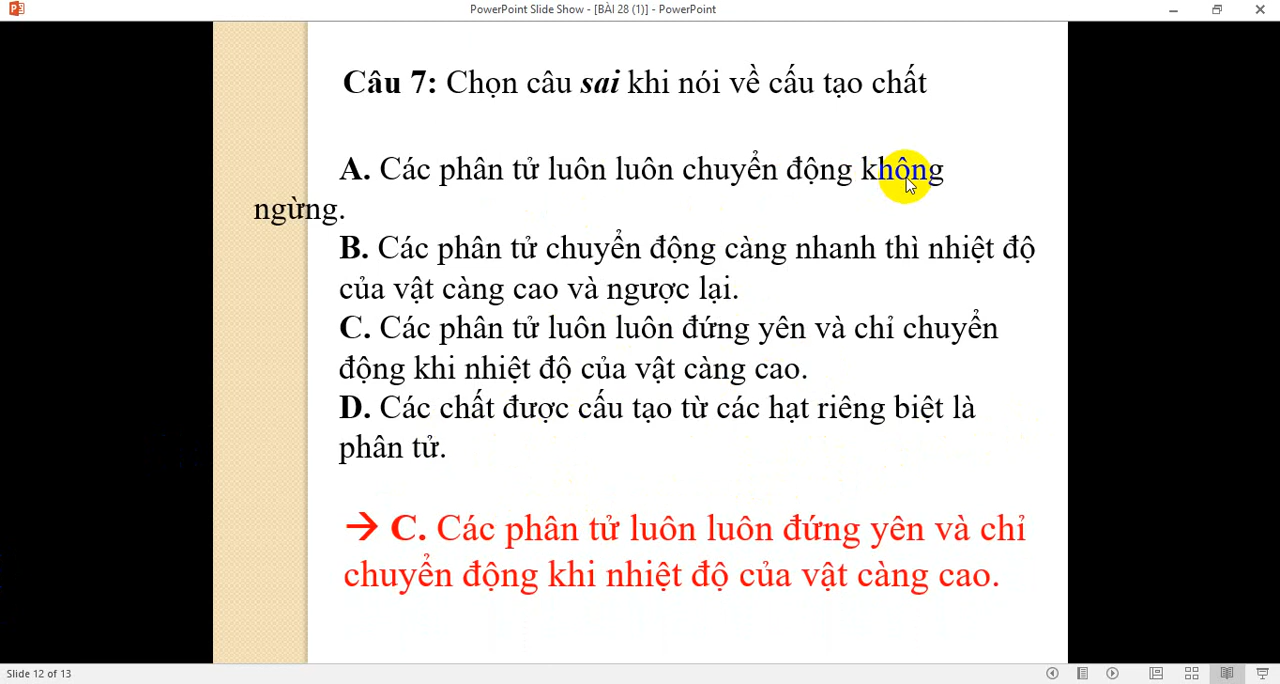 PowerPoint Slide Show - [BÀI 28 (1)] - PowerPoint
Câu 7: Chọn câu sai khi nói về cấu tạo chất
A. Các phân tử luôn luôn chuyển động không
ngừng.
B. Các phân tử chuyển động càng nhanh thì nhiệt độ
của vật càng cao và ngược lại.
C. Các phân tử luôn luôn đứng yên và chỉ chuyển
động khi nhiệt độ của vật càng cao.
D. Các chất được cấu tạo từ các hạt riêng biệt là
phân tử.
→ C. Các phân tử luôn luôn đứng yên và chỉ
chuyển động khi nhiệt độ của vật càng cao.
Slide 12 of 13